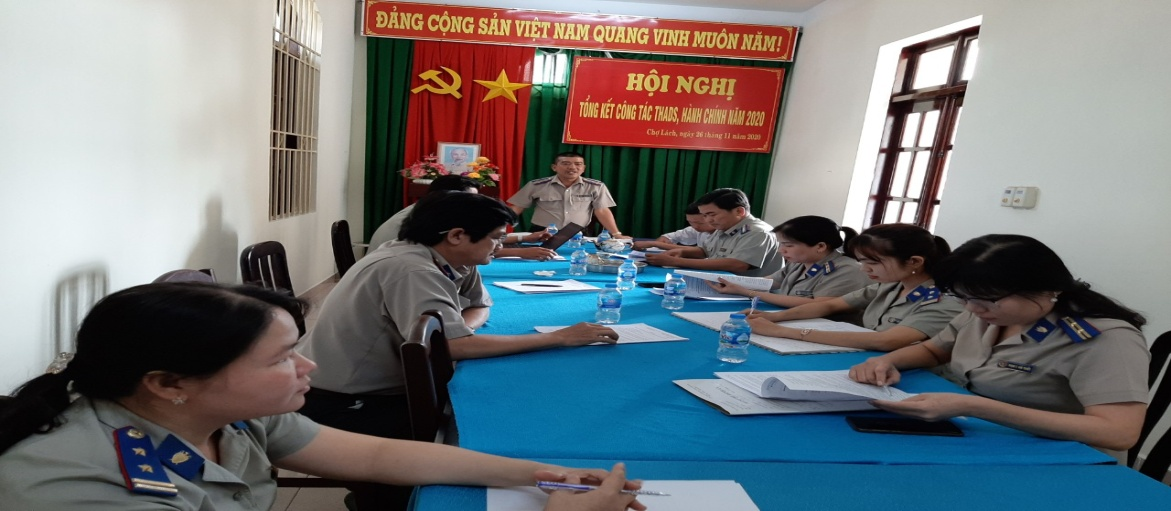 ĐẢNG CỘNG SẢN VIỆT NAM QUANG VINH MUÔN NĂM!
HỘI NGHỊ
TỔNG KẾT CÔNG TÁC THADS, HÀNH CHÍNH NĂM 2020
Chợ Lách, ngày 26 tháng 11 năm 2020